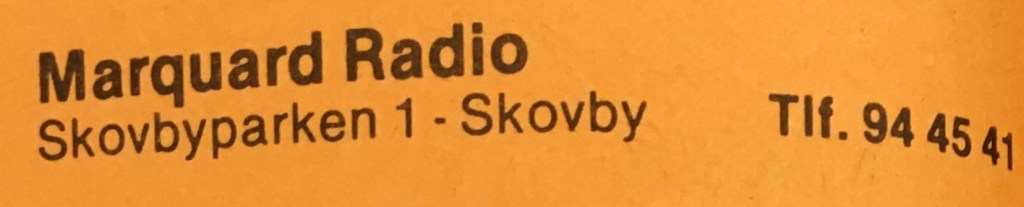 Marquard Radio
Skovbyparken 1 - Skovby
Tlf. 94 45 41